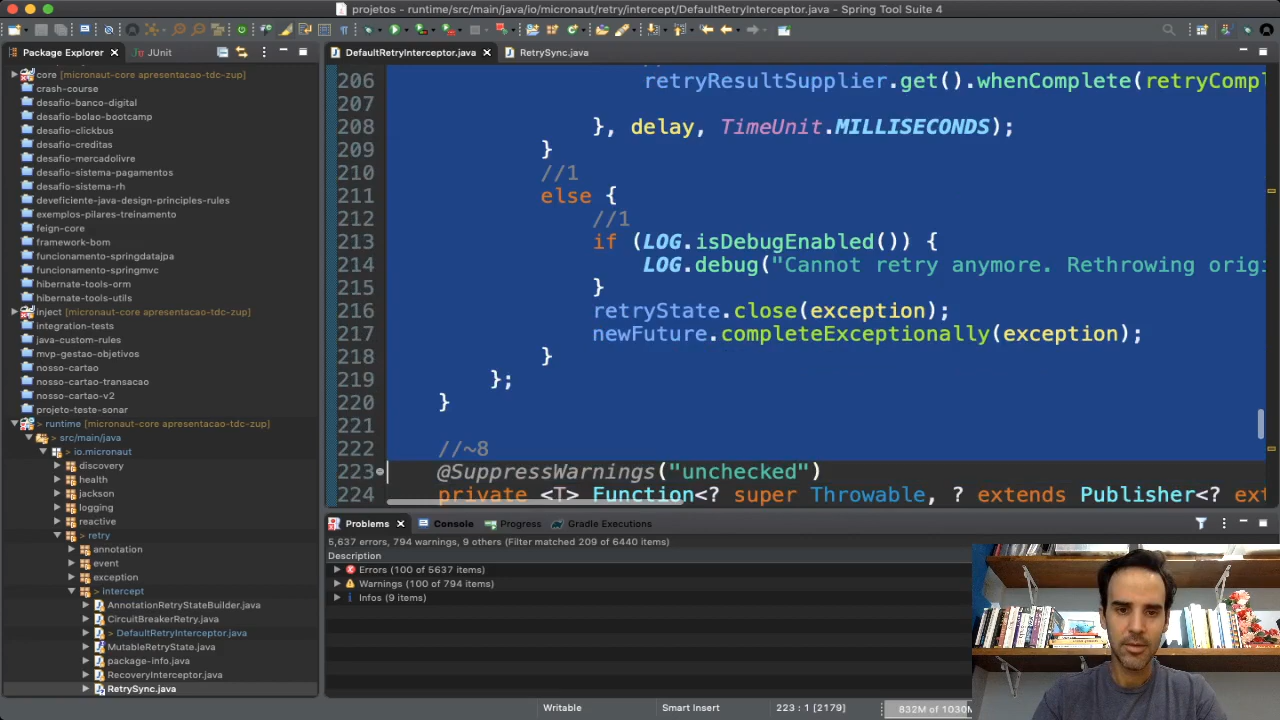 projetos - runtime/src/main/java/io/micronaut/retry/intercept/DefaultRetryInterceptor.java - Spring Tool Suite 4
Package Explorer
JUnit
core [micronaut-core apresentacao-tdc-zup]
crash-course
desafio-banco-digital
desafio-bolao-bootcamp
desafio-clickbus
desafio-creditas
desafio-mercadolivre
desafio-sistema-pagamentos
desafio-sistema-rh
deveficiente-java-design-principles-rules
exemplos-pilares-treinamento
feign-core
framework-bom
funcionamento-springdatajpa
funcionamento-springmvc
hibernate-tools-orm
hibernate-tools-utils
inject [micronaut-core apresentacao-tdc-zup]
integration-tests
java-custom-rules
mvp-gestao-objetivos
nosso-cartao
nosso-cartao-transacao
nosso-cartao-v2
projeto-teste-sonar
> runtime [micronaut-core apresentacao-tdc-zup]
> src/main/java
> io.micronaut
discovery
health
jackson
logging
reactive
> retry
annotation
event
exception
> intercept
AnnotationRetryStateBuilder.java
CircuitBreakerRetry.java
> DefaultRetryInterceptor.java
MutableRetryState.java
package-info.java
RecoveryInterceptor.java
RetrySync.java
DefaultRetryInterceptor.java
RetrySync.java
206 retryResultSupplier.get().whenComplete(retryCompl
207
208 }, delay, TimeUnit.MILLISECONDS);
209 }
210 //1
211 else {
212 //1
213 if (LOG.isDebugEnabled()) {
214 LOG.debug("Cannot retry anymore. Rethrowing origi
215 }
216 retryState.close(exception);
217 newFuture.completeExceptionally(exception);
218 }
219 };
220 }
221
222 //~8
223 @SuppressWarnings("unchecked")
224 private <T> Function<? super Throwable, ? extends Publisher<? ext
Problems
Console
Progress
Gradle Executions
5,637 errors, 794 warnings, 9 others (Filter matched 209 of 6440 items)
Description
Errors (100 of 5637 items)
Warnings (100 of 794 items)
Infos (9 items)
Writable
Smart Insert
223 : 1 [2179]
832M of 1030M